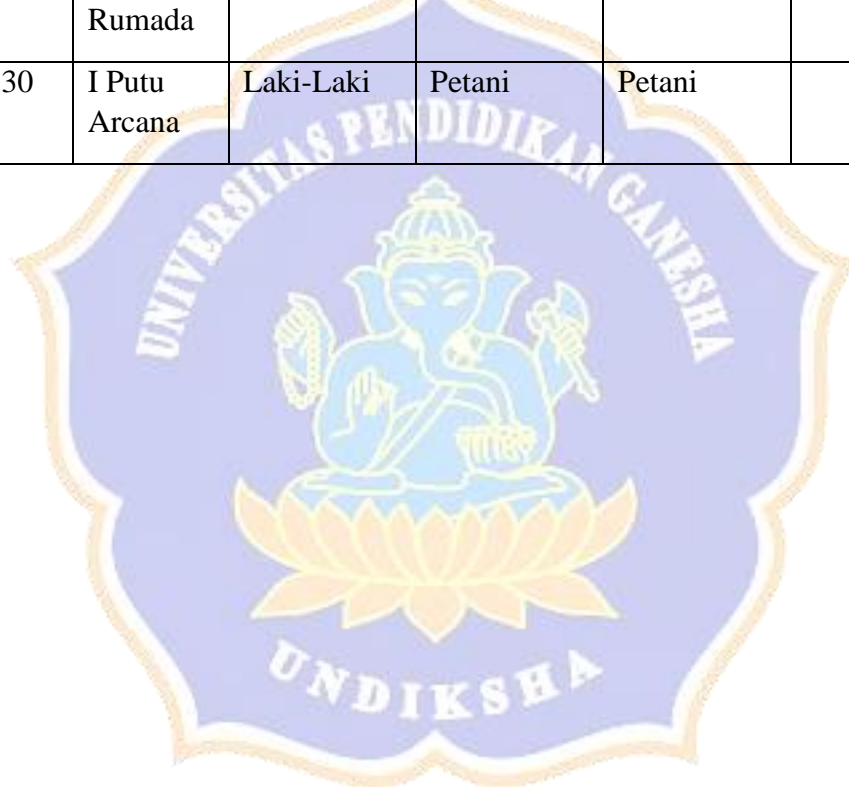 Rumada
30 I Putu Laki-Laki Petani Petani
Arcana
UNIVERSITAS PENDIDIKAN GANESHA
UNDIKSHA